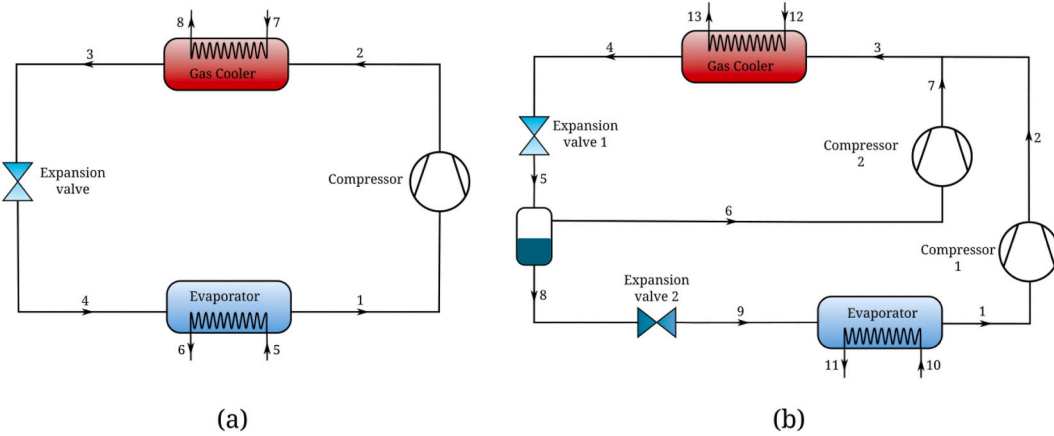 8
7
3
Gas Cooler
2
Expansion
valve
Compressor
4
Evaporator
1
6
5
(a)
13
12
4
Gas Cooler
3
7
Expansion
valve 1
Compressor
2
2
5
6
Compressor
1
8
Expansion
valve 2
9
Evaporator
1
11
10
(b)